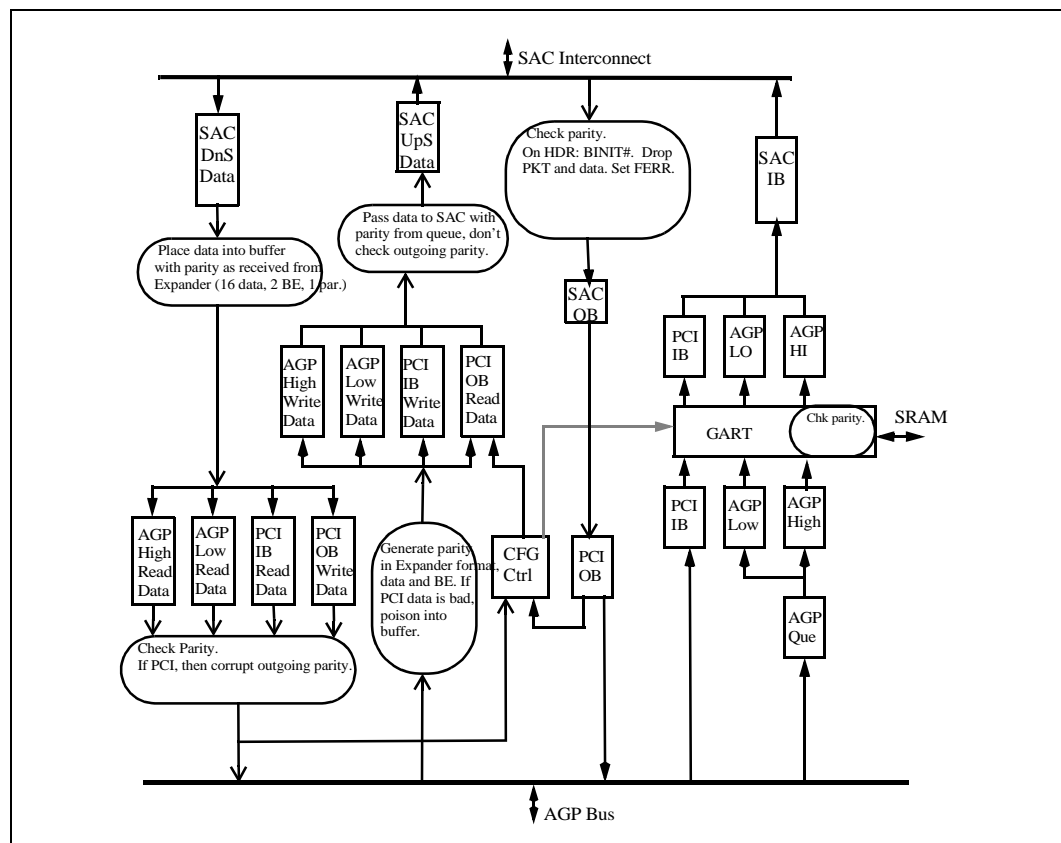 SAC Interconnect
SAC
DnS
Data
SAC
UpS
Data
Check parity.
On HDR: BINIT#.  Drop
PKT and data. Set FERR.
SAC
IB
Place data into buffer
with parity as received from
Expander (16 data, 2 BE, 1 par.)
Pass data to SAC with
parity from queue, don't
check outgoing parity.
SAC
OB
AGP
High
Write
Data
AGP
Low
Write
Data
PCI
IB
Write
Data
PCI
OB
Read
Data
PCI
IB
AGP
LO
AGP
HI
GART
Chk parity.
SRAM
PCI
IB
AGP
Low
AGP
High
AGP
High
Read
Data
AGP
Low
Read
Data
PCI
IB
Read
Data
PCI
OB
Write
Data
Generate parity
in Expander format,
data and BE. If
PCI data is bad,
poison into
buffer.
CFG
Ctrl
PCI
OB
AGP
Que
Check Parity.
If PCI, then corrupt outgoing parity.
AGP Bus